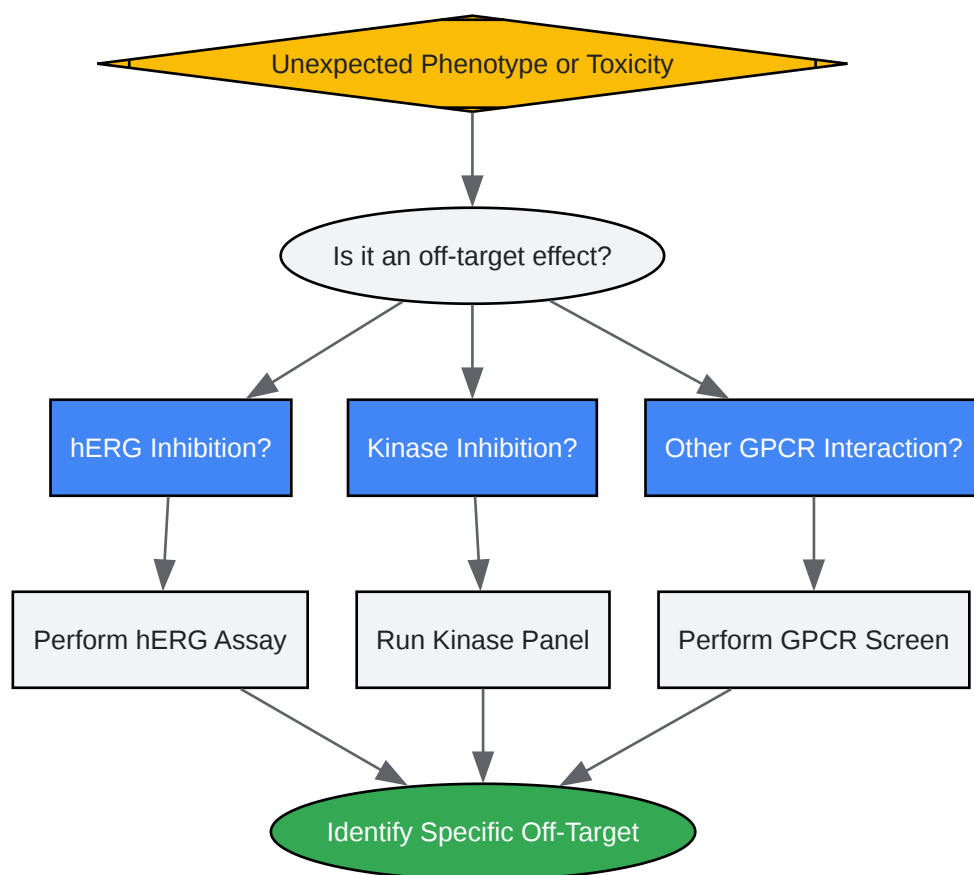 Unexpected Phenotype or Toxicity
Is it an off-target effect?
hERG Inhibition?
Kinase Inhibition?
Other GPCR Interaction?
Perform hERG Assay
Run Kinase Panel
Perform GPCR Screen
Identify Specific Off-Target